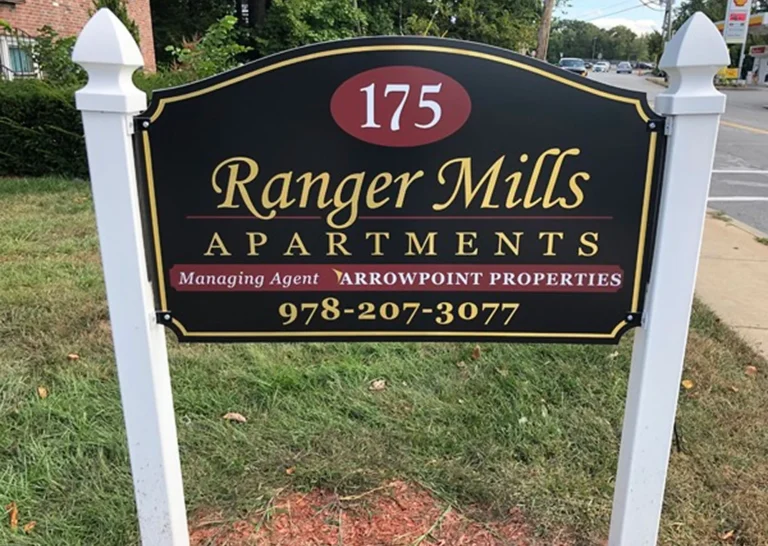 175
Ranger Mills
APARTMENTS
Managing Agent ARROWPOINT PROPERTIES
978-207-3077